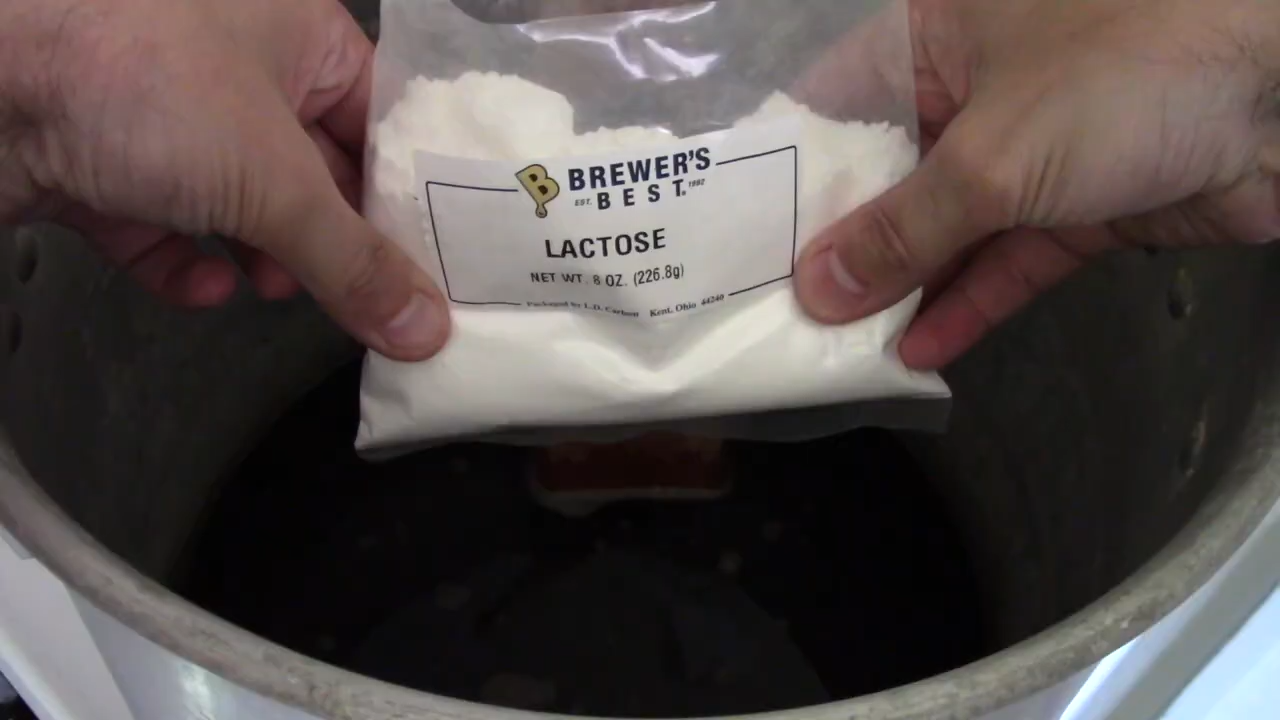 B BREWER'S
EST. BEST. 1992
LACTOSE
NET WT. 8 OZ. (226.8g)
Packaged by L.D. Carlson Kent, Ohio 44240